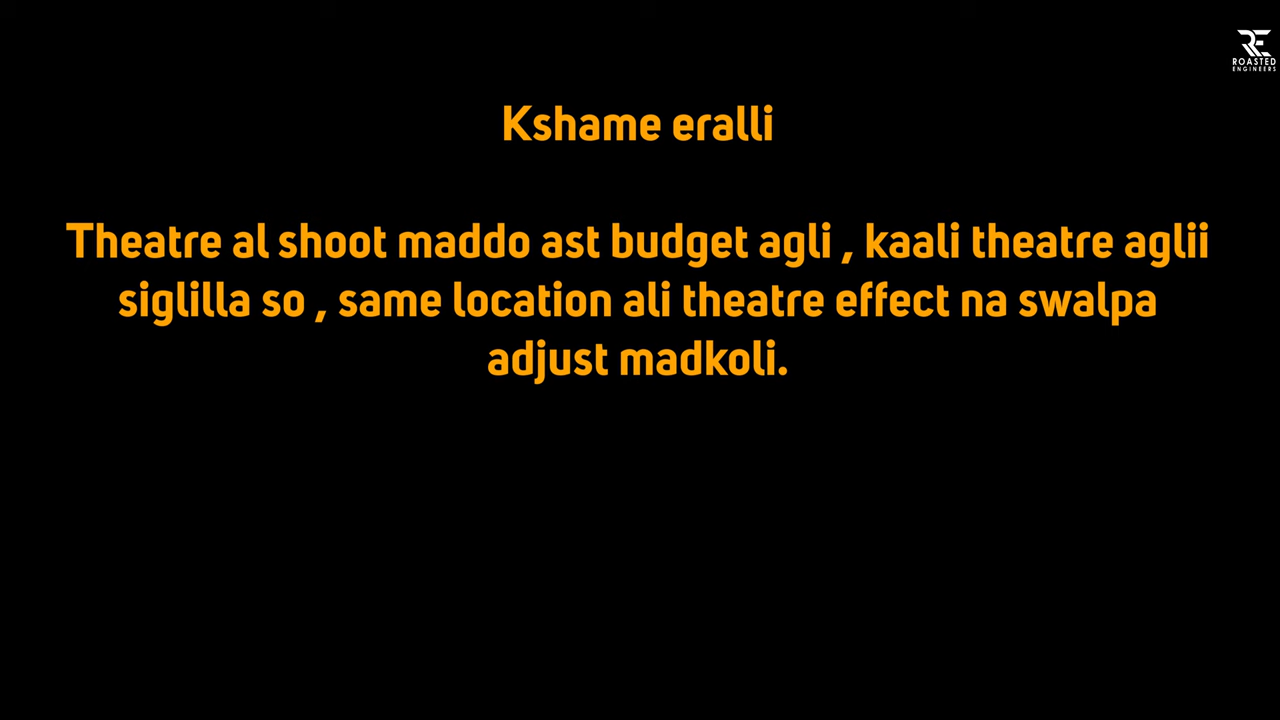 RE
ROASTED
ENGINEERS
Kshame eralli
Theatre al shoot maddo ast budget agli , kaali theatre aglii
siglilla so , same location ali theatre effect na swalpa
adjust madkoli.